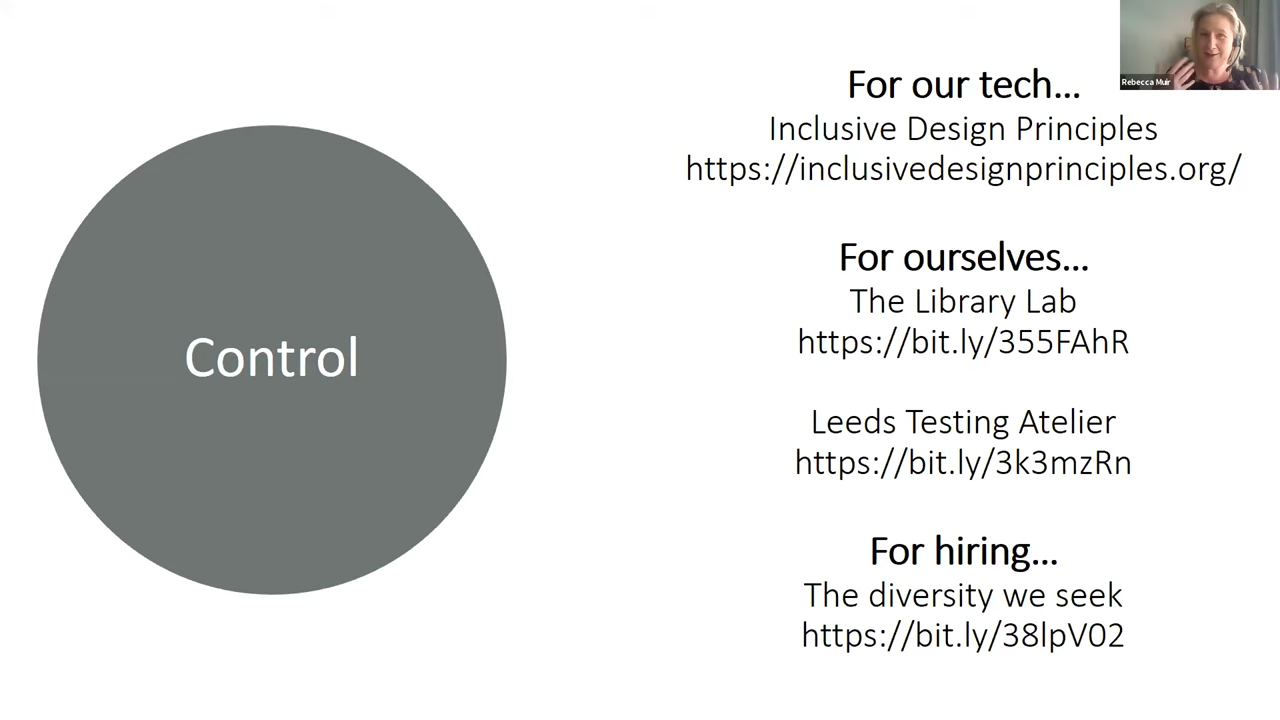 Control
For our tech...
Inclusive Design Principles
https://inclusivedesignprinciples.org/
For ourselves...
The Library Lab
https://bit.ly/355FAhR
Leeds Testing Atelier
https://bit.ly/3k3mzRn
For hiring...
The diversity we seek
https://bit.ly/38lpV02
Rebecca Muir